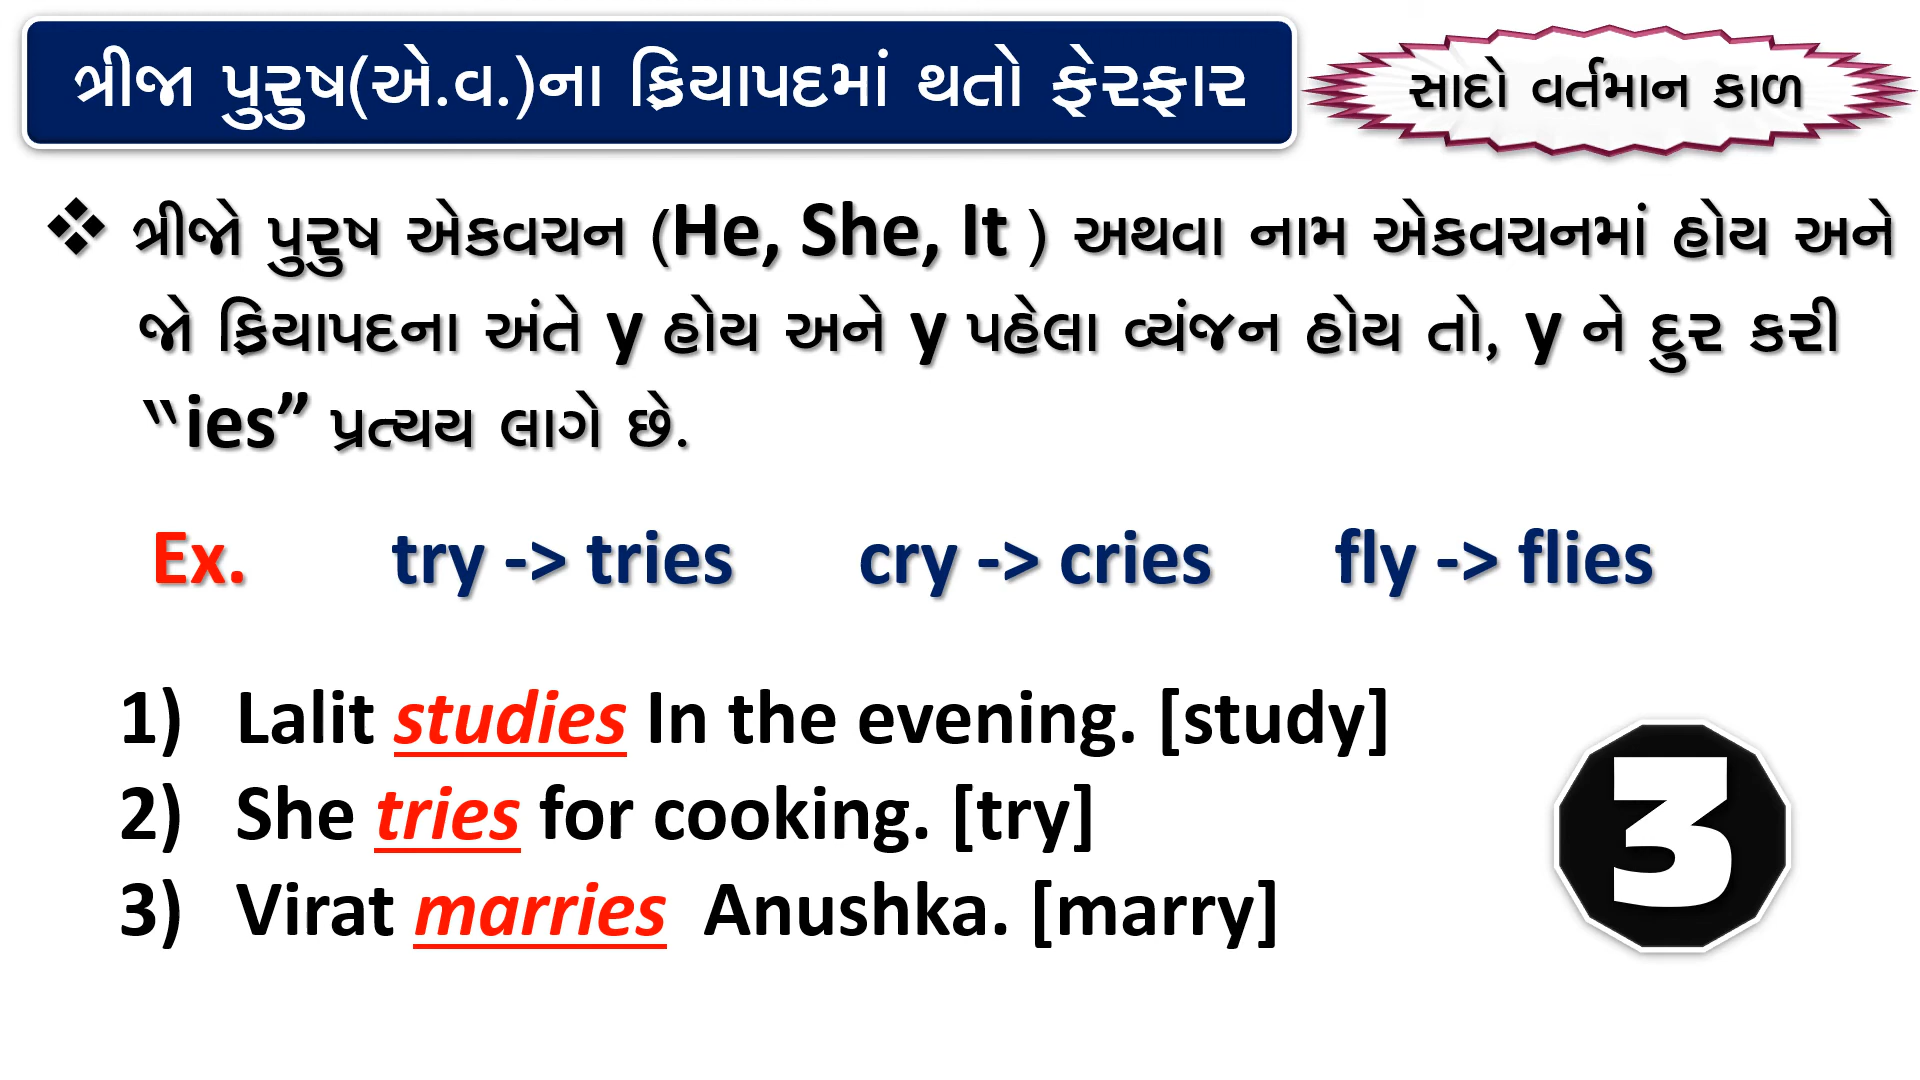 ત્રીજા પુરુષ(એ.વ.)ના ક્રિયાપદમાં થતો ફેરફાર
સાદો વર્તમાન કાળ
❖ ત્રીજો પુરુષ એકવચન (He, She, It ) અથવા નામ એકવચનમાં હોય અને
જો ક્રિયાપદના અંતે y હોય અને y પહેલા વ્યંજન હોય તો, y ને દુર કરી
“ies” પ્રત્યય લાગે છે.
Ex. try -> tries cry -> cries fly -> flies
1) Lalit studies In the evening. [study]
2) She tries for cooking. [try]
3) Virat marries Anushka. [marry]
3